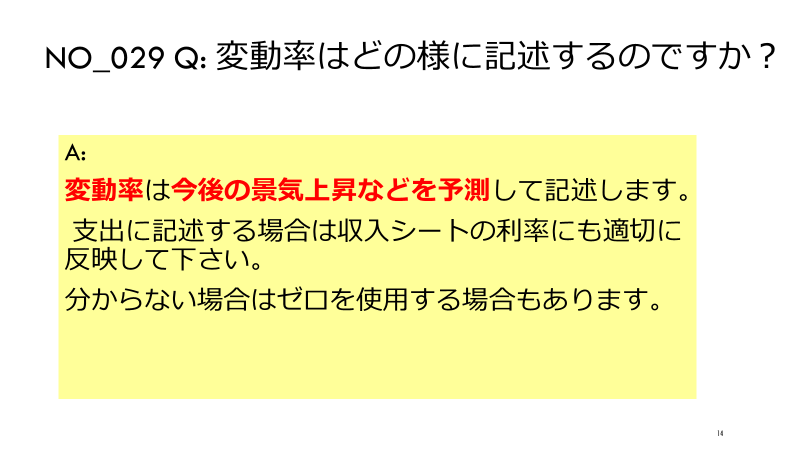 NO_029 Q: 変動率はどの様に記述するのですか？
A:
変動率は今後の景気上昇などを予測して記述します。
支出に記述する場合は収入シートの利率にも適切に
反映して下さい。
分からない場合はゼロを使用する場合もあります。
14